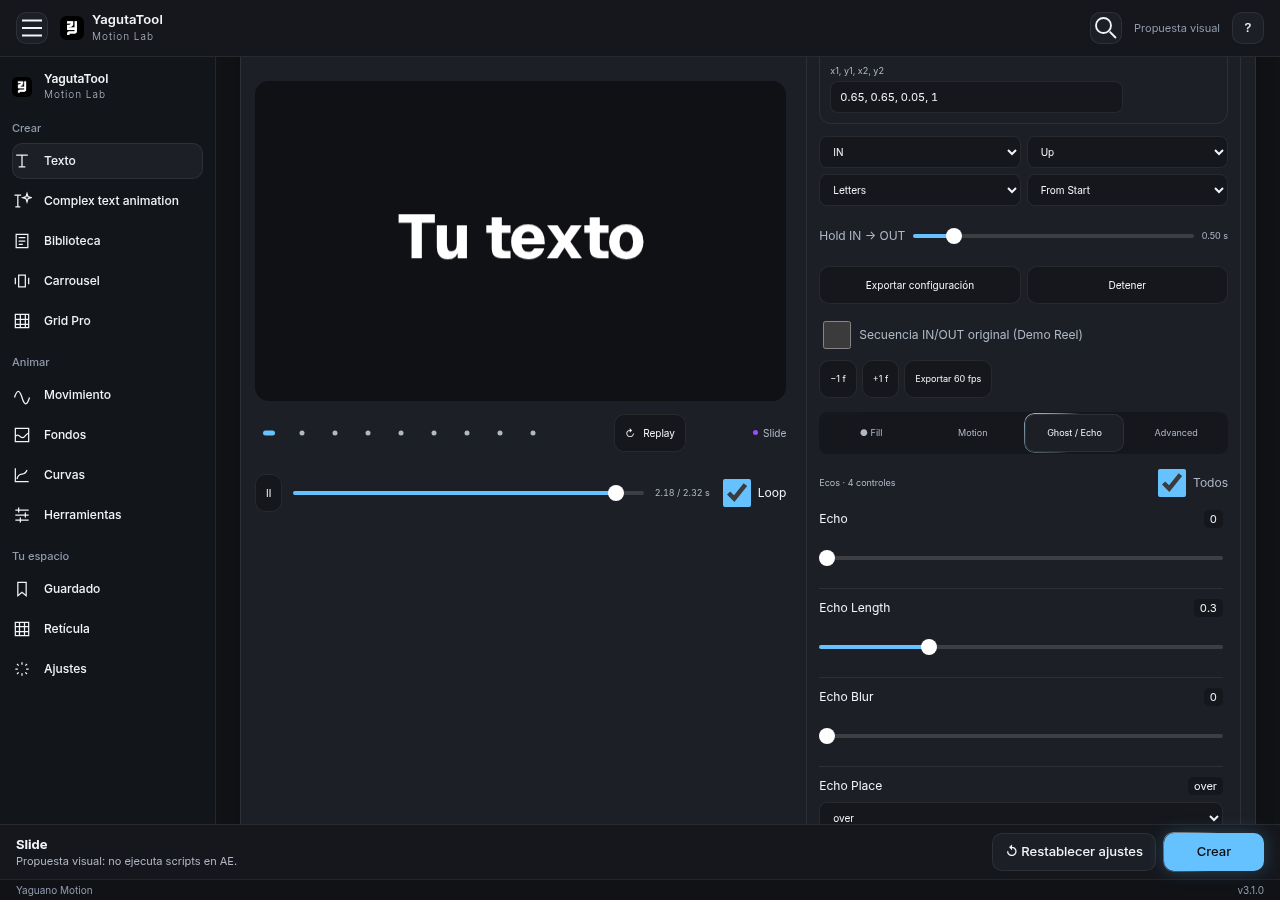 YagutaTool
Motion Lab
Propuesta visual
?
YagutaTool
Motion Lab
Crear
Texto
Complex text animation
Biblioteca
Carrousel
Grid Pro
Animar
Movimiento
Fondos
Curvas
Herramientas
Tu espacio
Guardado
Retícula
Ajustes
Tu texto
Replay
Slide
2.18 / 2.32 s
Loop
x1, y1, x2, y2
0.65, 0.65, 0.05, 1
IN
Up
Letters
From Start
Hold IN → OUT
0.50 s
Exportar configuración
Detener
Secuencia IN/OUT original (Demo Reel)
−1 f
+1 f
Exportar 60 fps
Fill
Motion
Ghost / Echo
Advanced
Ecos · 4 controles
Todos
Echo
0
Echo Length
0.3
Echo Blur
0
Echo Place
over
over
Slide
Propuesta visual: no ejecuta scripts en AE.
Restablecer ajustes
Crear
Yaguano Motion
v3.1.0